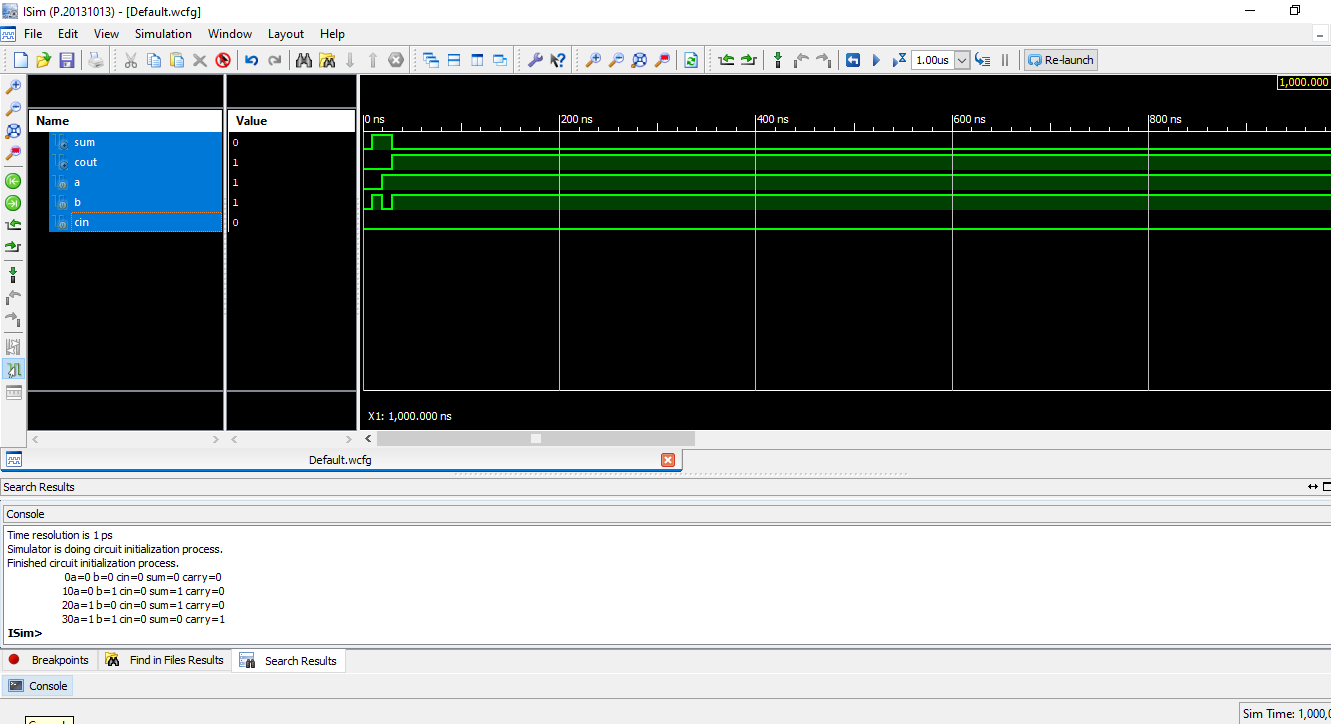 ISim (P.20131013) - [Default.wcfg]
File Edit View Simulation Window Layout Help
1.00us Re-launch
1,000.000
Name Value
0 ns 200 ns 400 ns 600 ns 800 ns
sum 0
cout 1
a 1
b 1
cin 0
X1: 1,000.000 ns
Default.wcfg
Search Results
Console
Time resolution is 1 ps
Simulator is doing circuit initialization process.
Finished circuit initialization process.
0a=0 b=0 cin=0 sum=0 carry=0
10a=0 b=1 cin=0 sum=1 carry=0
20a=1 b=0 cin=0 sum=1 carry=0
30a=1 b=1 cin=0 sum=0 carry=1
ISim>
Breakpoints Find in Files Results Search Results
Console
Sim Time: 1,000,0